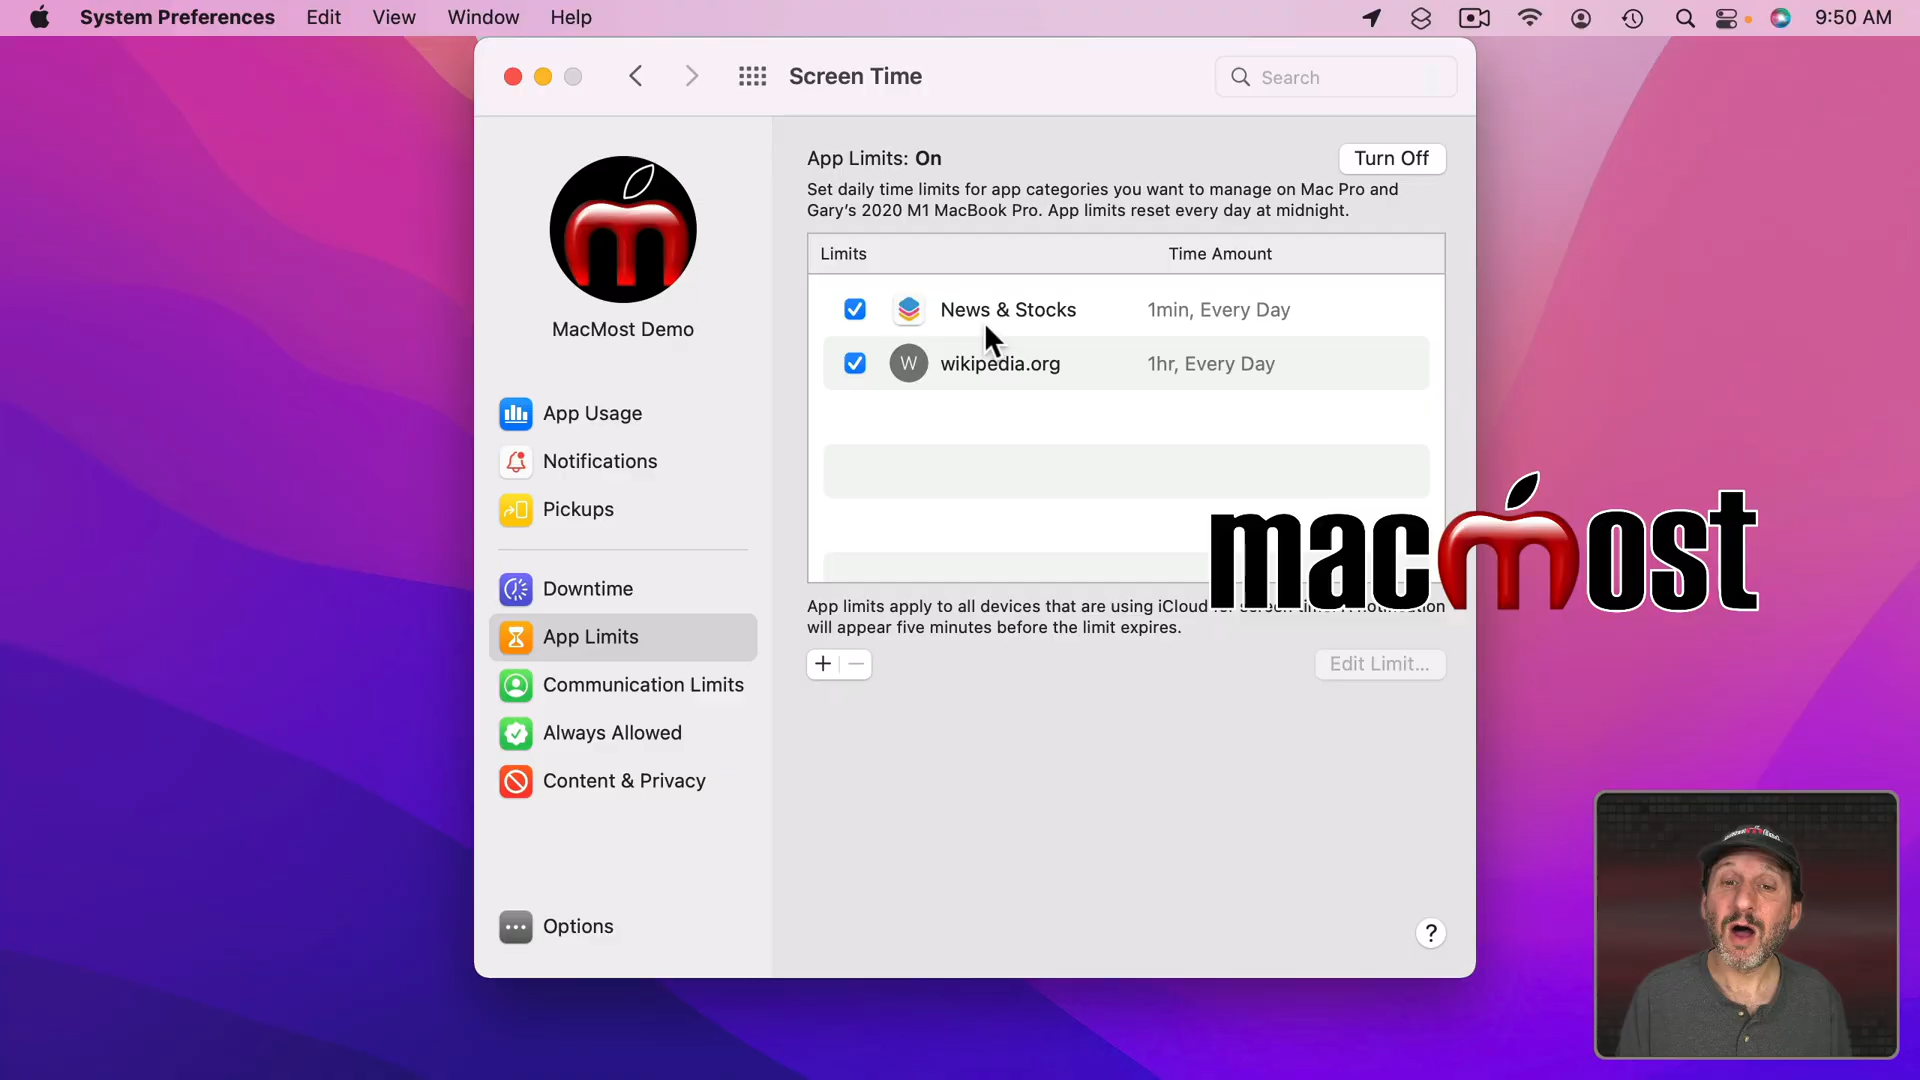 System Preferences Edit View Window Help 9:50 AM
Screen Time
Search
MacMost Demo
App Usage
Notifications
Pickups
Downtime
App Limits
Communication Limits
Always Allowed
Content & Privacy
Options
App Limits: On
Turn Off
Set daily time limits for app categories you want to manage on Mac Pro and
Gary's 2020 M1 MacBook Pro. App limits reset every day at midnight.
Limits Time Amount
News & Stocks 1min, Every Day
W wikipedia.org 1hr, Every Day
App limits apply to all devices that are using iCloud
will appear five minutes before the limit expires.
+ −
Edit Limit...
?
macmost